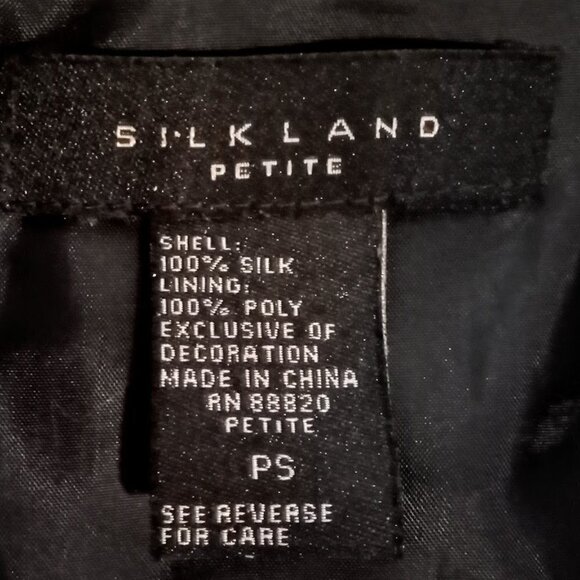 SILKLAND
PETITE
SHELL:
100% SILK
LINING:
100% POLY
EXCLUSIVE OF
DECORATION
MADE IN CHINA
RN 88820
PETITE
PS
SEE REVERSE
FOR CARE